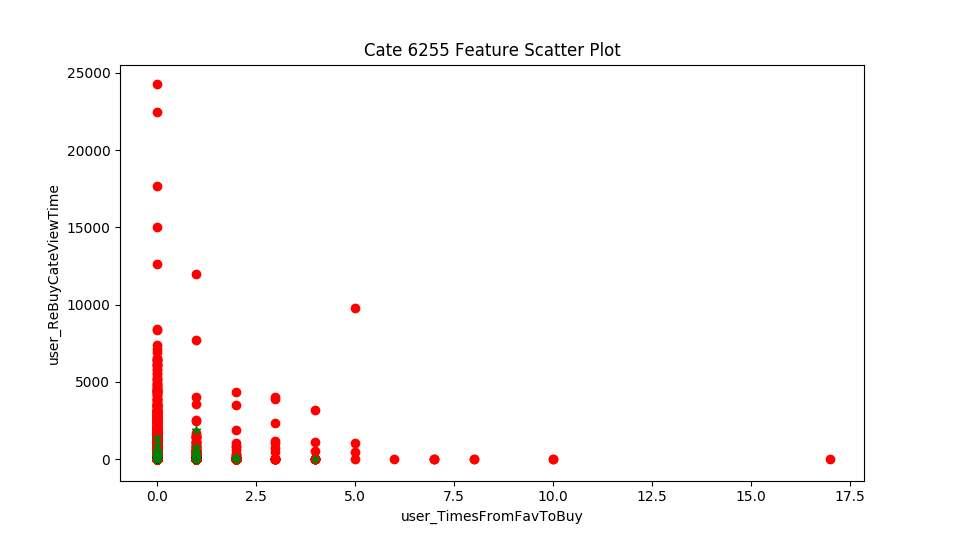 Cate 6255 Feature Scatter Plot
25000
20000
15000
10000
5000
0
user_ReBuyCateViewTime
0.0 2.5 5.0 7.5 10.0 12.5 15.0 17.5
user_TimesFromFavToBuy